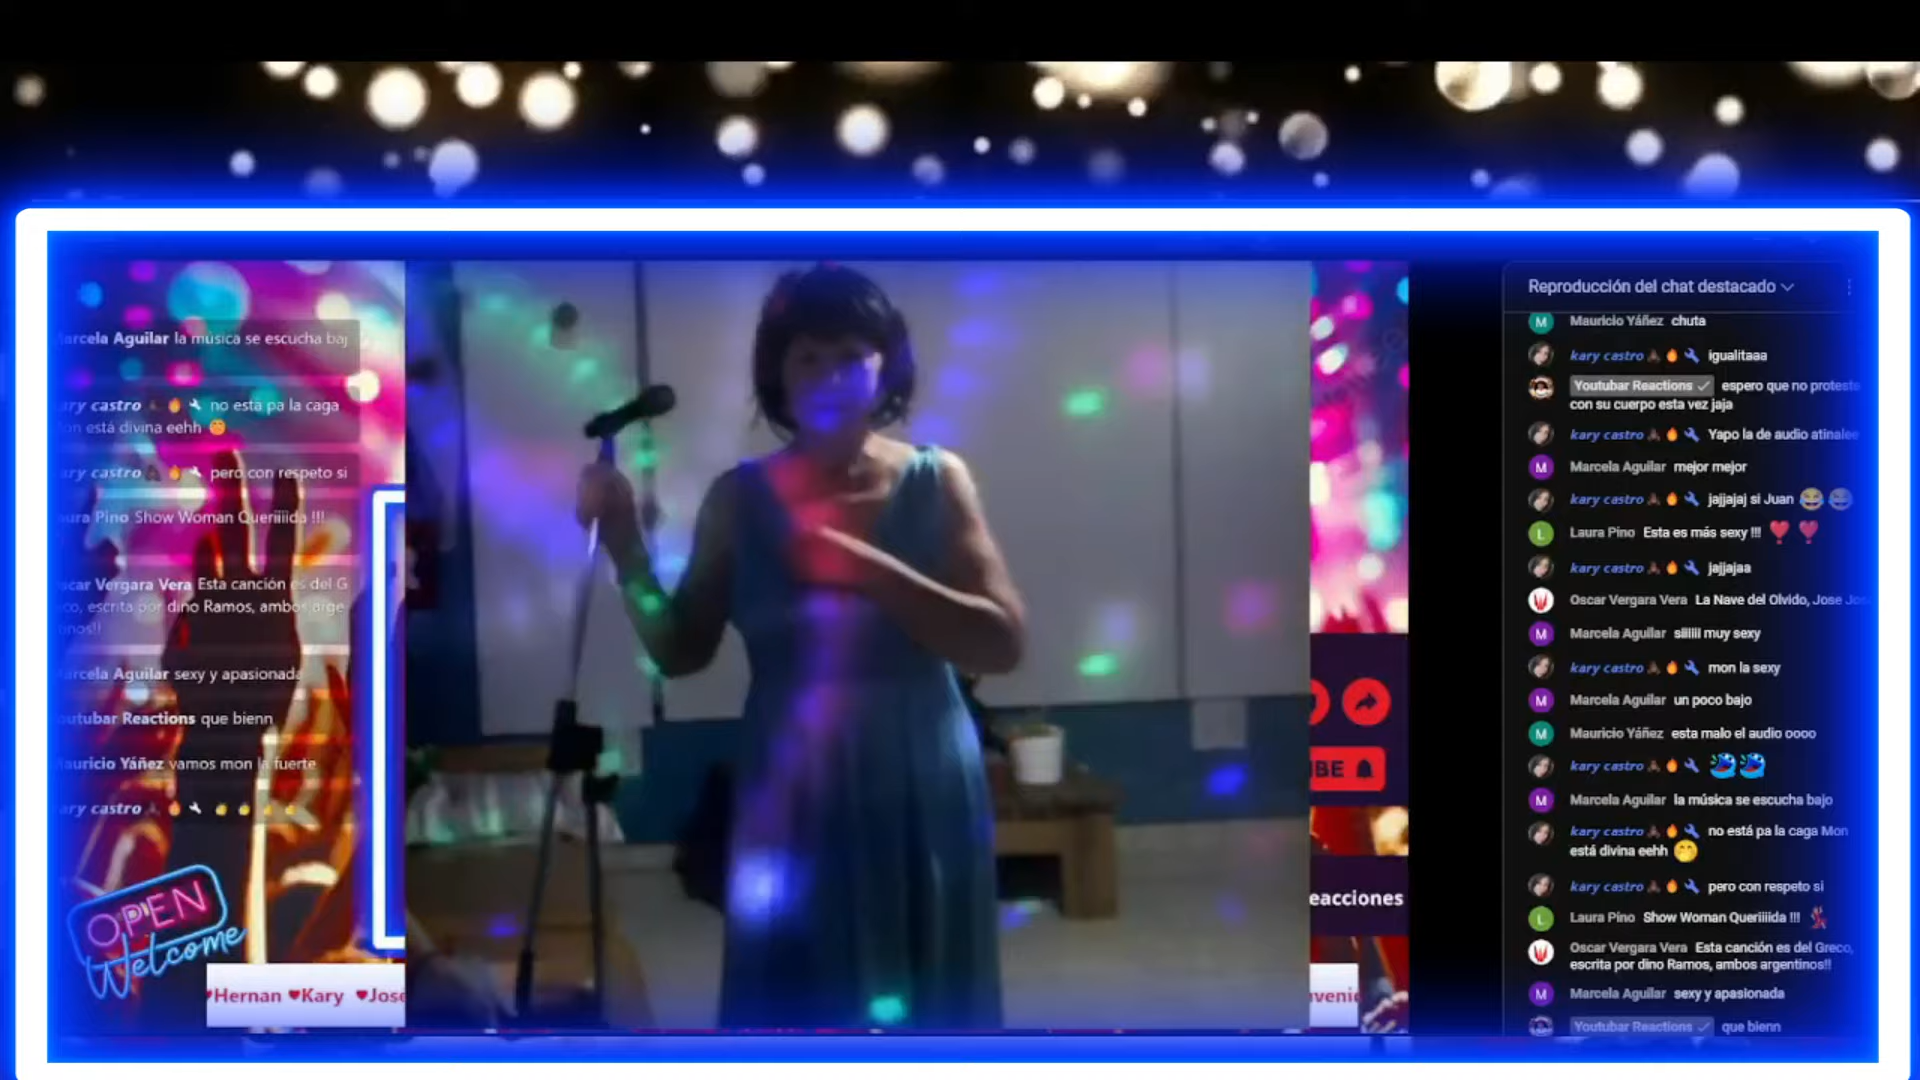 arcela Aguilar la música se escucha baj
ary castro no esta pa la caga
on está divina eehh
ary castro pero con respeto si
aura Pino Show Woman Queriiiida !!!
scar Vergara Vera Esta canción es del G
co, escrita por dino Ramos, ambos arge
inos!!
arcela Aguilar sexy y apasionada
outubar Reactions que bienn
auricio Yáñez vamos mon la fuerte
ary castro
OPEN
Welcome
♥Hernan ♥Kary ♥Jose
IBE
eacciones
nvenid
Reproducción del chat destacado
M Mauricio Yáñez chuta
kary castro igualitaaa
Youtubar Reactions espero que no proteste
con su cuerpo esta vez jaja
kary castro Yapo la de audio atinalee
M Marcela Aguilar mejor mejor
kary castro jajjajaj si Juan
L Laura Pino Esta es más sexy !!!
kary castro jajjajaa
Oscar Vergara Vera La Nave del Olvido, Jose Jos
M Marcela Aguilar siiiiii muy sexy
kary castro mon la sexy
M Marcela Aguilar un poco bajo
M Mauricio Yáñez esta malo el audio oooo
kary castro
M Marcela Aguilar la música se escucha bajo
kary castro no está pa la caga Mon
está divina eehh
kary castro pero con respeto si
L Laura Pino Show Woman Queriiiida !!!
Oscar Vergara Vera Esta canción es del Greco,
escrita por dino Ramos, ambos argentinos!!
M Marcela Aguilar sexy y apasionada
Youtubar Reactions que bienn